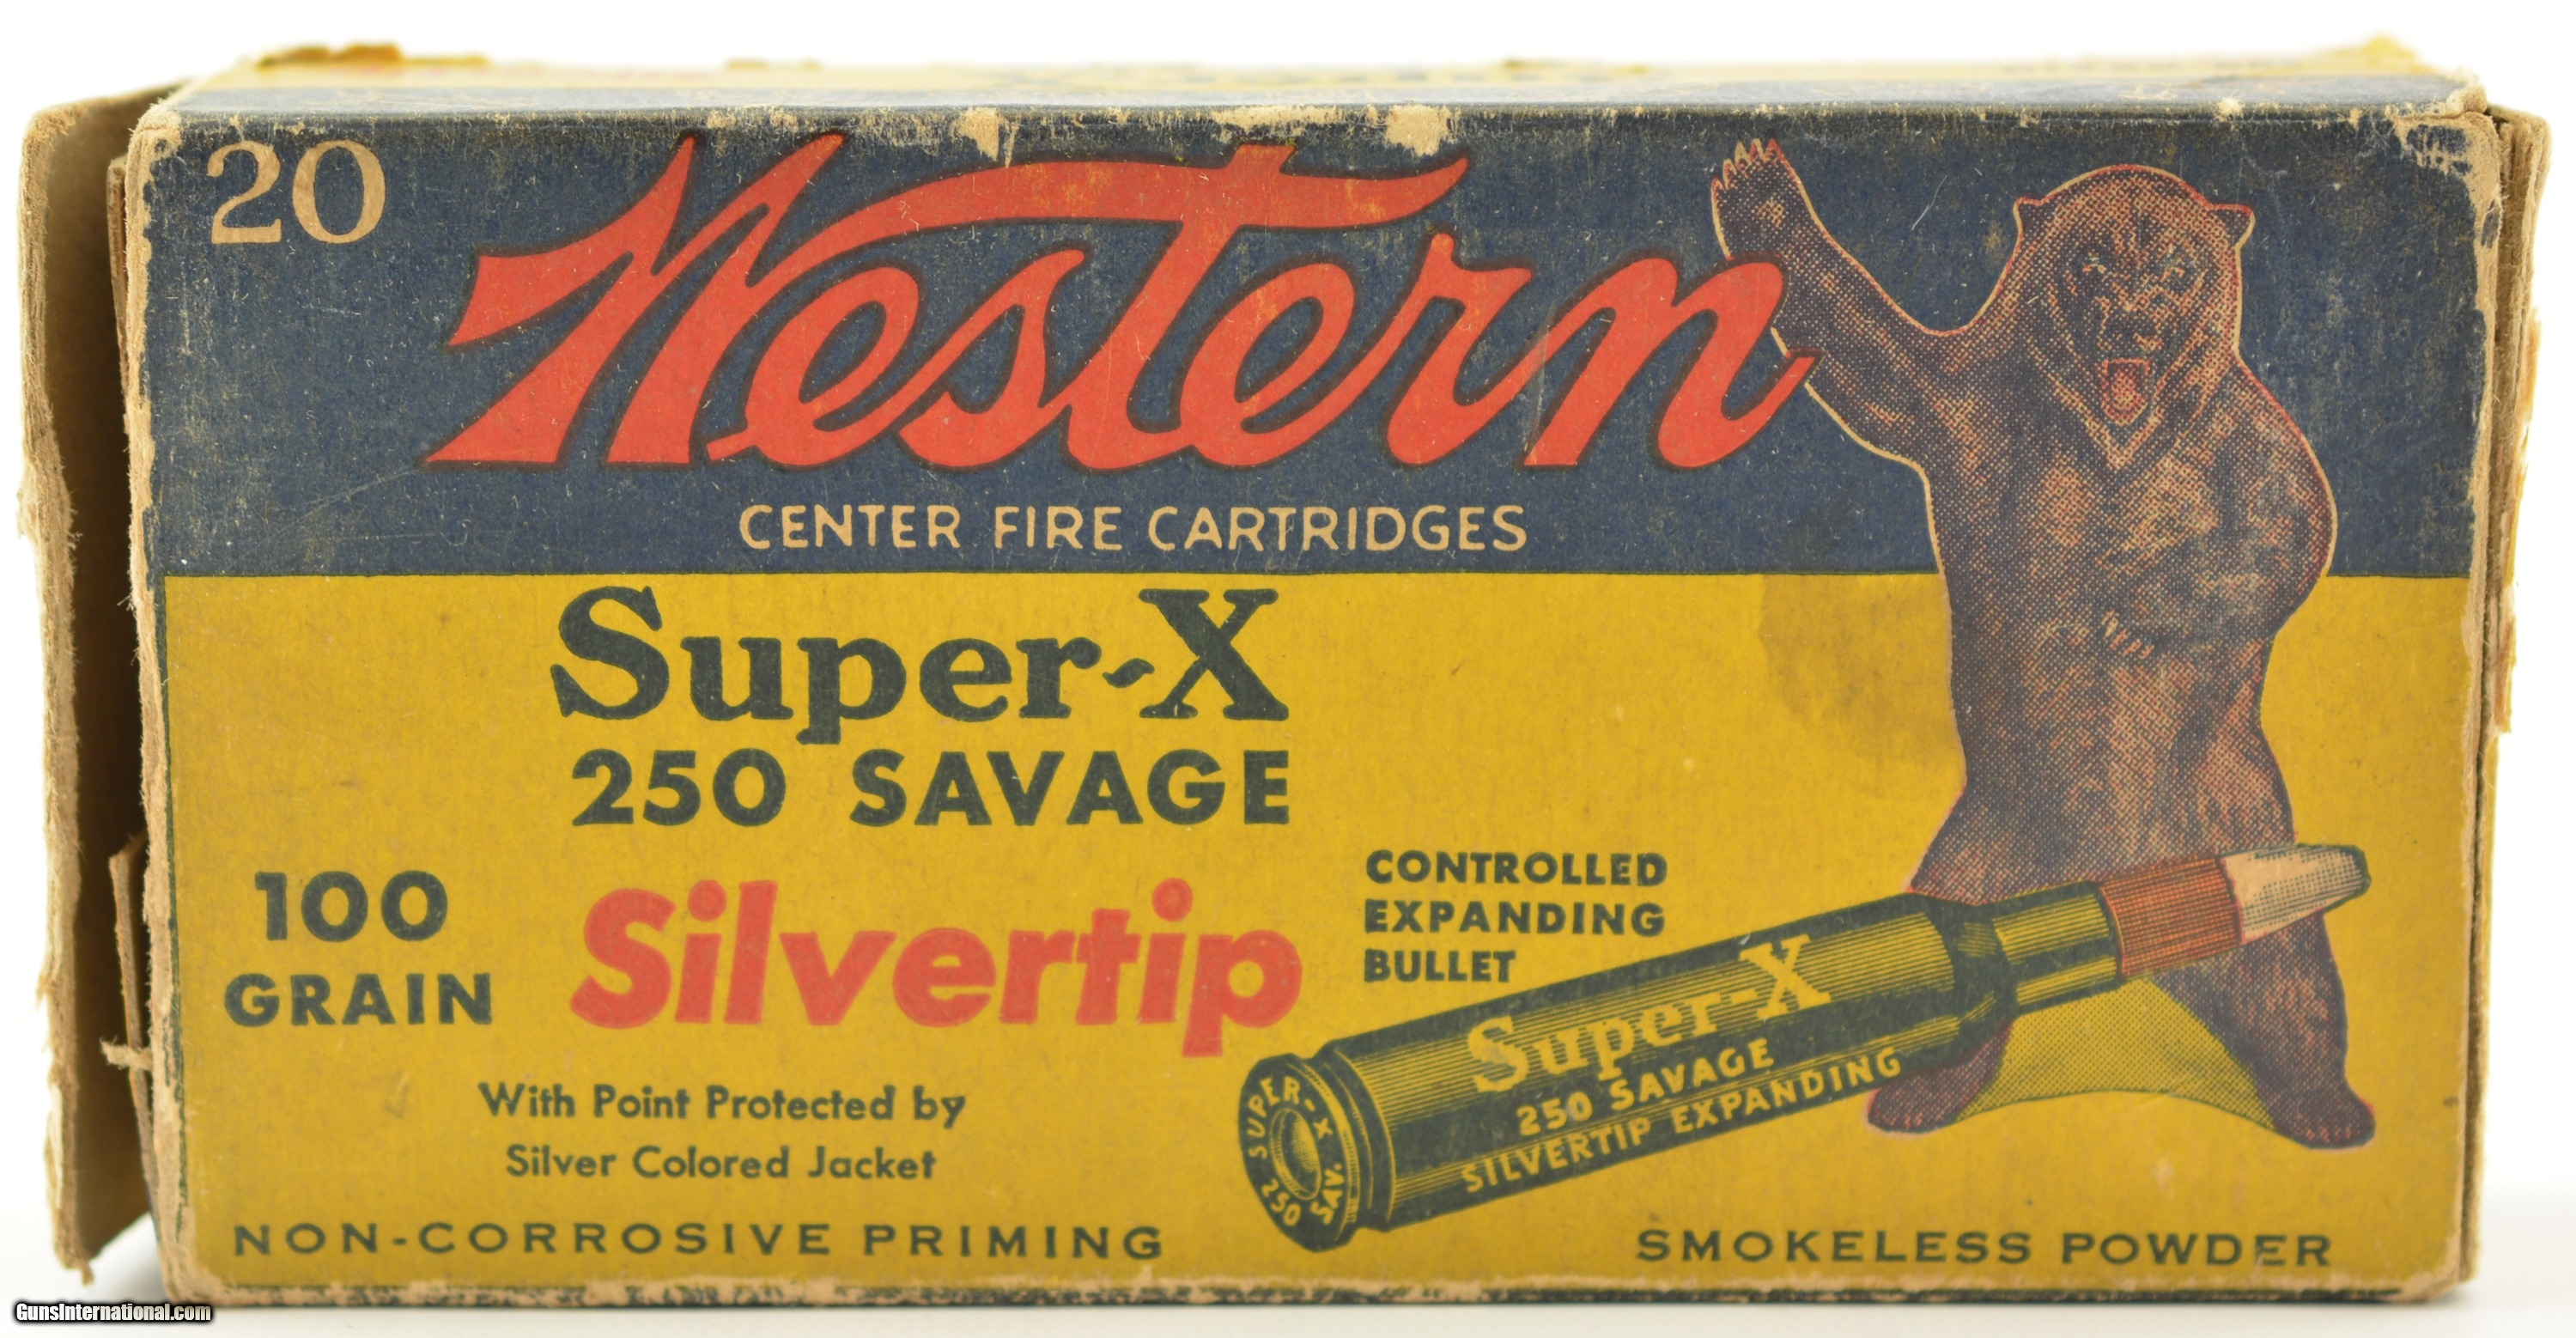 20
Western
CENTER FIRE CARTRIDGES
Super-X
250 SAVAGE
100
GRAIN
Silvertip
CONTROLLED
EXPANDING
BULLET
With Point Protected by
Silver Colored Jacket
Super-X
250 SAVAGE
SILVERTIP EXPANDING
SUPER-X
250 SAV.
NON-CORROSIVE PRIMING
SMOKELESS POWDER
GunsInternational.com